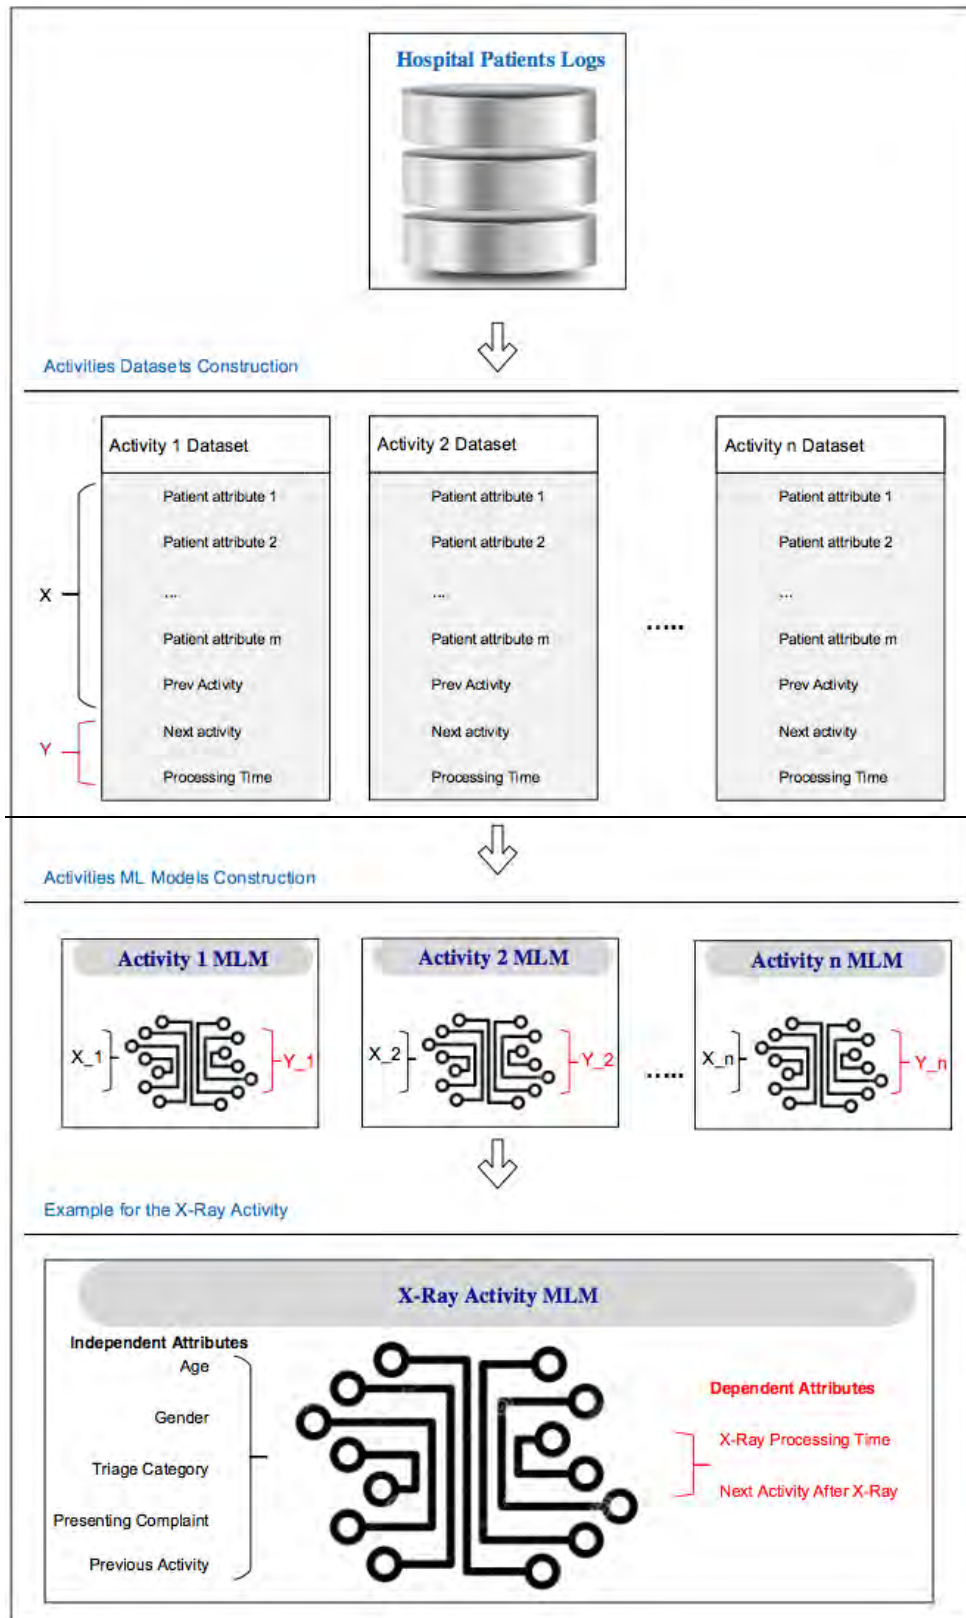 Hospital Patients Logs
Activities Datasets Construction
Activity 1 Dataset
Activity 2 Dataset
Activity n Dataset
Patient attribute 1
Patient attribute 1
Patient attribute 1
Patient attribute 2
Patient attribute 2
Patient attribute 2
X
...
...
...
.....
Patient attribute m
Patient attribute m
Patient attribute m
Prev Activity
Prev Activity
Prev Activity
Y
Next activity
Next activity
Next activity
Processing Time
Processing Time
Processing Time
Activities ML Models Construction
Activity 1 MLM
Activity 2 MLM
Activity n MLM
X_1
Y_1
X_2
Y_2
.....
X_n
Y_n
Example for the X-Ray Activity
X-Ray Activity MLM
Independent Attributes
Age
Gender
Triage Category
Presenting Complaint
Previous Activity
Dependent Attributes
X-Ray Processing Time
Next Activity After X-Ray